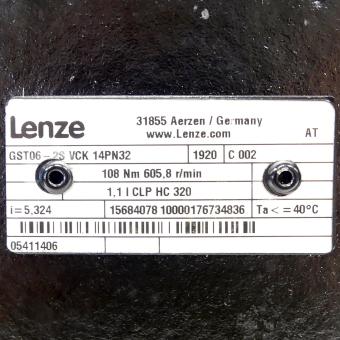 Lenze
31855 Aerzen / Germany
www.Lenze.com
AT
GST06-2S VCK 14PN32 1920 C 002
108 Nm 605,8 r/min
1,1 l CLP HC 320
i=5,324 15684078 10000176734836 Ta <= 40°C
05411406